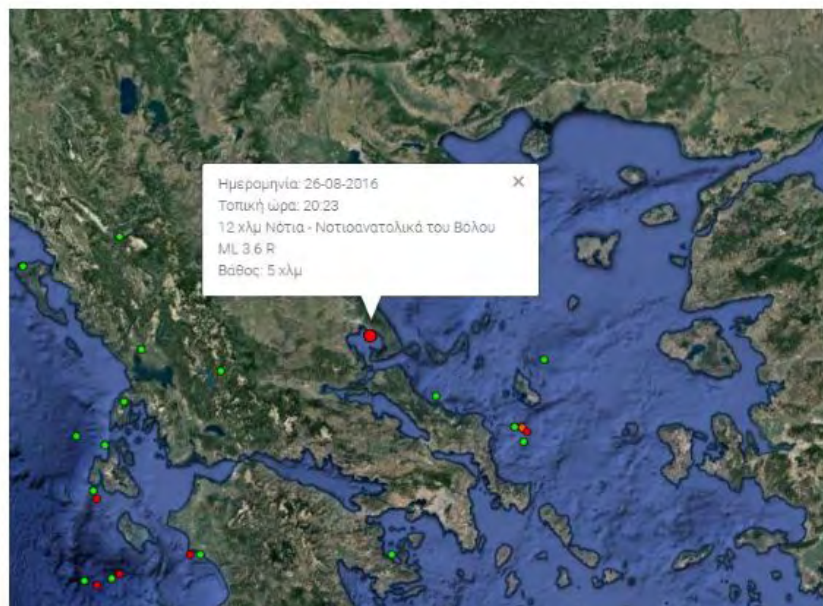 Ημερομηνία: 26-08-2016
Τοπική ώρα: 20:23
12 χλμ Νότια - Νοτιοανατολικά του Βόλου
ML 3.6 R
Βάθος: 5 χλμ